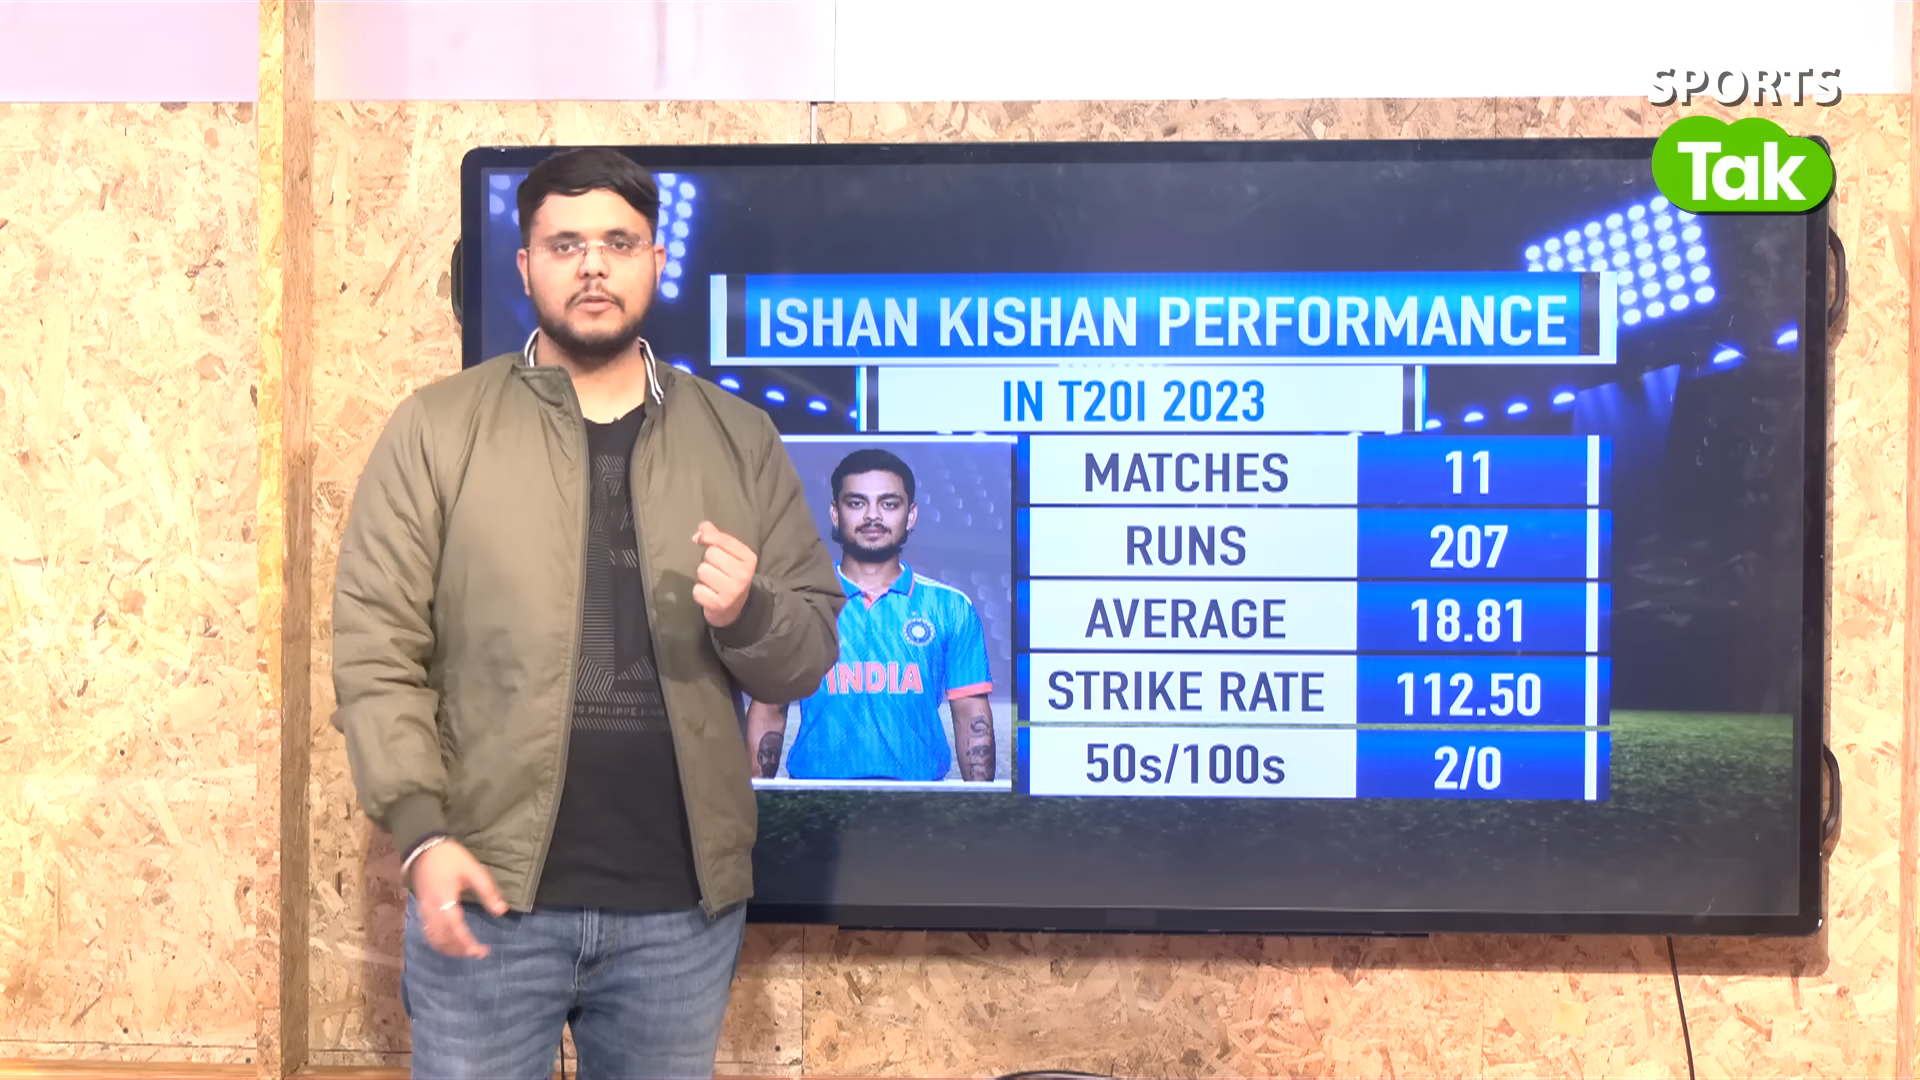 SPORTS
Tak
ISHAN KISHAN PERFORMANCE
IN T20I 2023
MATCHES 11
RUNS 207
AVERAGE 18.81
STRIKE RATE 112.50
50s/100s 2/0
INDIA
PHILIPPE